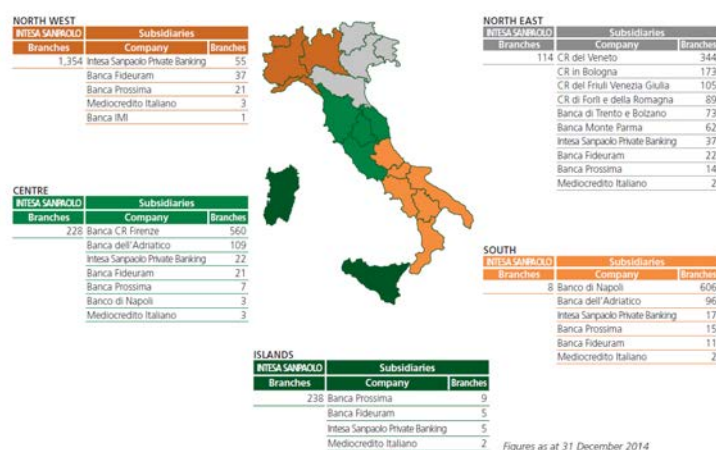 NORTH WEST
INTESA SANPAOLO Subsidiaries
Branches Company Branches
1,354 Intesa Sanpaolo Private Banking 55
Banca Fideuram 37
Banca Prossima 21
Mediocredito Italiano 3
Banca IMI 1
NORTH EAST
INTESA SANPAOLO Subsidiaries
Branches Company Branches
114 CR del Veneto 344
CR in Bologna 173
CR del Friuli Venezia Giulia 105
CR di Forlì e della Romagna 89
Banca di Trento e Bolzano 73
Banca Monte Parma 62
Intesa Sanpaolo Private Banking 37
Banca Fideuram 22
Banca Prossima 14
Mediocredito Italiano 2
CENTRE
INTESA SANPAOLO Subsidiaries
Branches Company Branches
228 Banca CR Firenze 560
Banca dell'Adriatico 109
Intesa Sanpaolo Private Banking 22
Banca Fideuram 21
Banca Prossima 7
Banco di Napoli 3
Mediocredito Italiano 3
SOUTH
INTESA SANPAOLO Subsidiaries
Branches Company Branches
8 Banco di Napoli 606
Banca dell'Adriatico 96
Intesa Sanpaolo Private Banking 17
Banca Prossima 15
Banca Fideuram 11
Mediocredito Italiano 2
ISLANDS
INTESA SANPAOLO Subsidiaries
Branches Company Branches
238 Banca Prossima 9
Banca Fideuram 5
Intesa Sanpaolo Private Banking 5
Mediocredito Italiano 2
Figures as at 31 December 2014